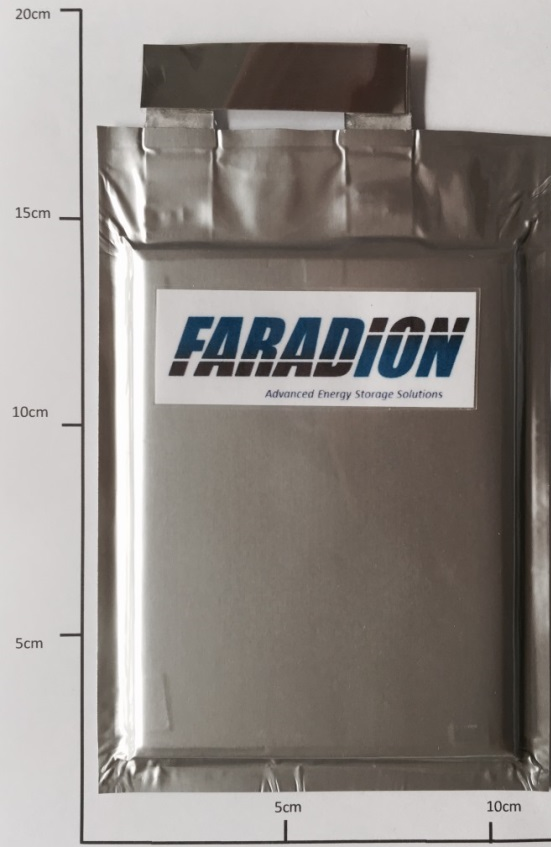 20cm
15cm
10cm
5cm
FARADION
Advanced Energy Storage Solutions
5cm
10cm